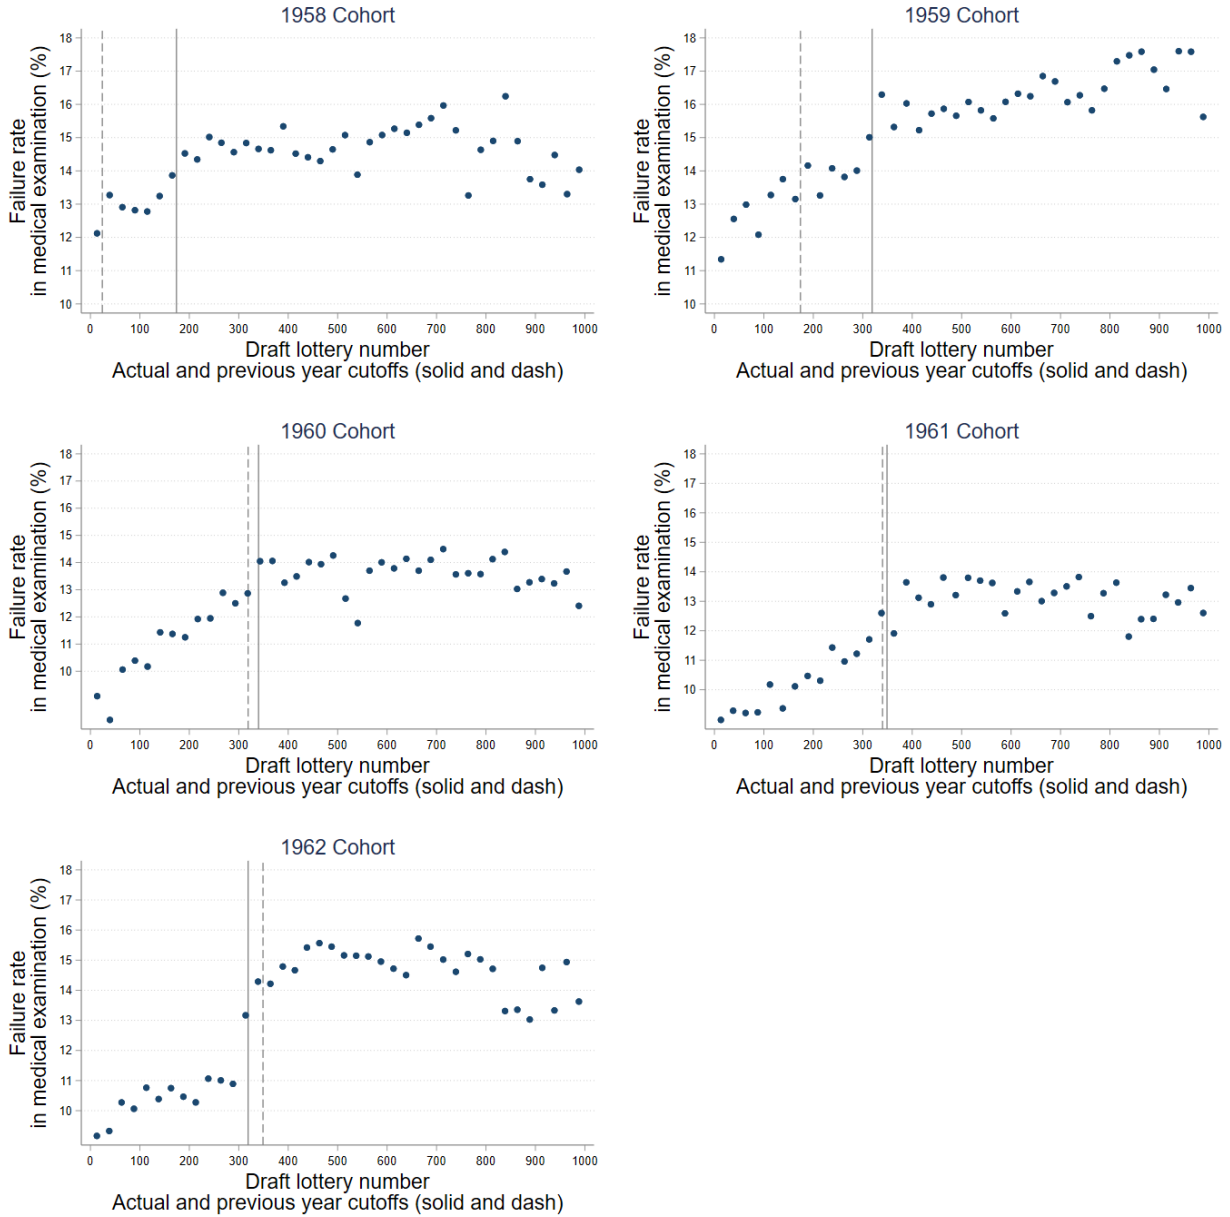 1958 Cohort
Failure rate
in medical examination (%)
18
17
16
15
14
13
12
11
10
0 100 200 300 400 500 600 700 800 900 1000
Draft lottery number
Actual and previous year cutoffs (solid and dash)
1959 Cohort
Failure rate
in medical examination (%)
18
17
16
15
14
13
12
11
10
0 100 200 300 400 500 600 700 800 900 1000
Draft lottery number
Actual and previous year cutoffs (solid and dash)
1960 Cohort
Failure rate
in medical examination (%)
18
17
16
15
14
13
12
11
10
0 100 200 300 400 500 600 700 800 900 1000
Draft lottery number
Actual and previous year cutoffs (solid and dash)
1961 Cohort
Failure rate
in medical examination (%)
18
17
16
15
14
13
12
11
10
0 100 200 300 400 500 600 700 800 900 1000
Draft lottery number
Actual and previous year cutoffs (solid and dash)
1962 Cohort
Failure rate
in medical examination (%)
18
17
16
15
14
13
12
11
10
0 100 200 300 400 500 600 700 800 900 1000
Draft lottery number
Actual and previous year cutoffs (solid and dash)